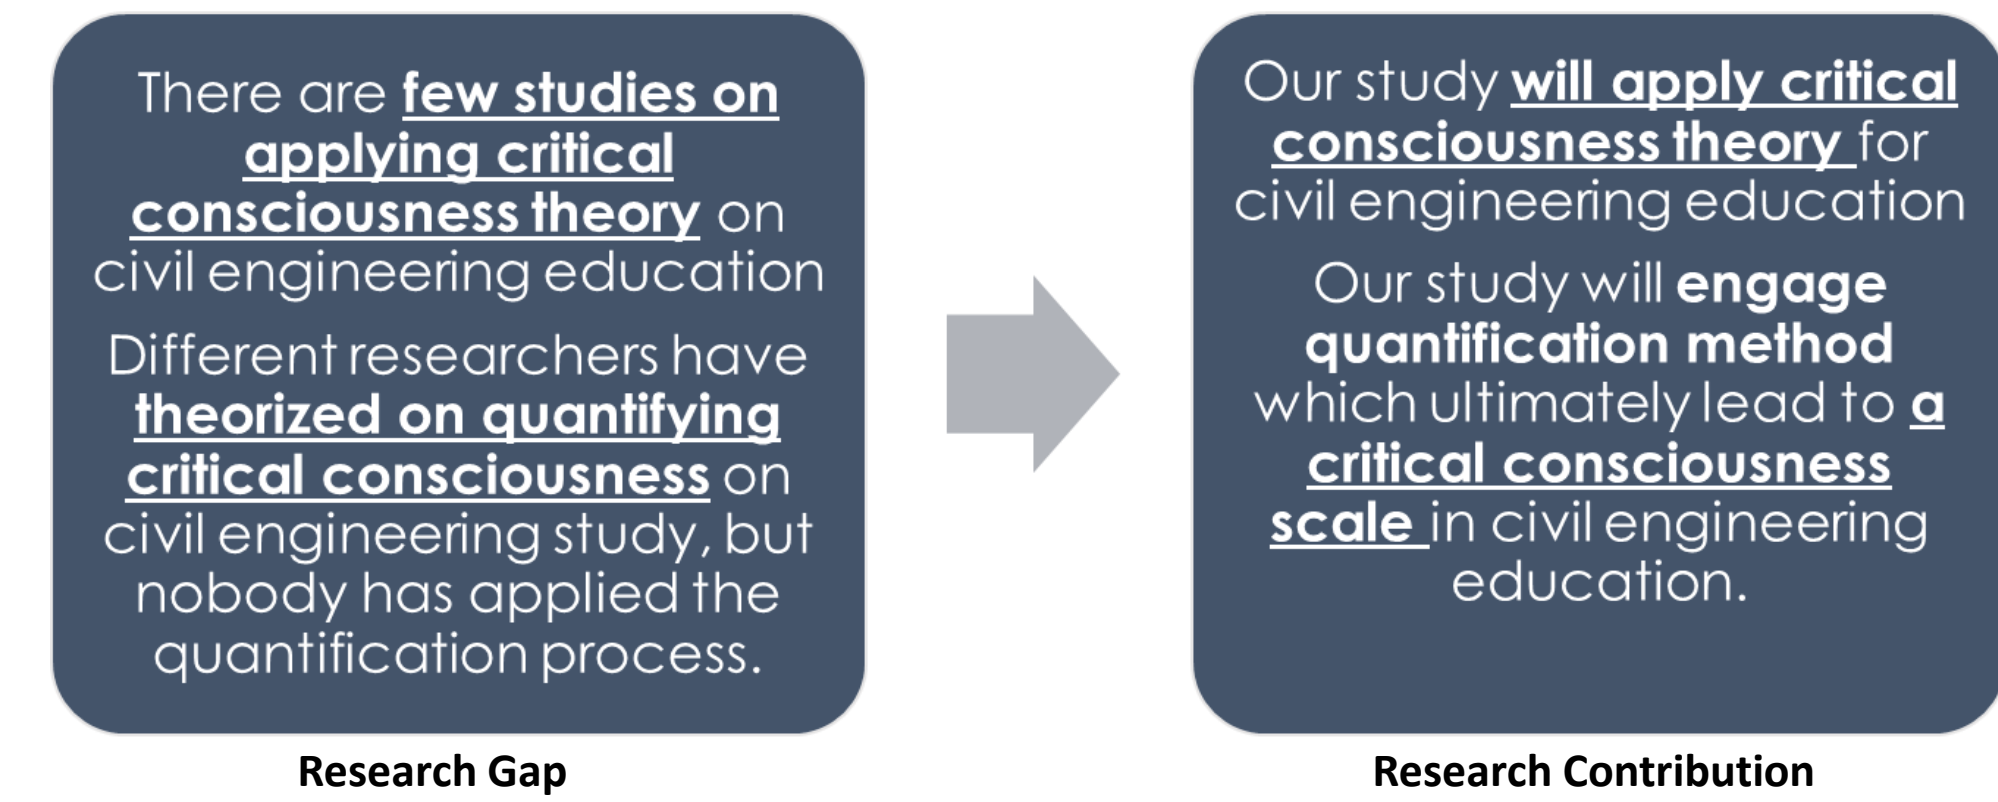 There are few studies on
applying critical
consciousness theory on
civil engineering education
Different researchers have
theorized on quantifying
critical consciousness on
civil engineering study, but
nobody has applied the
quantification process.
Research Gap
Our study will apply critical
consciousness theory for
civil engineering education
Our study will engage
quantification method
which ultimately lead to a
critical consciousness
scale in civil engineering
education.
Research Contribution